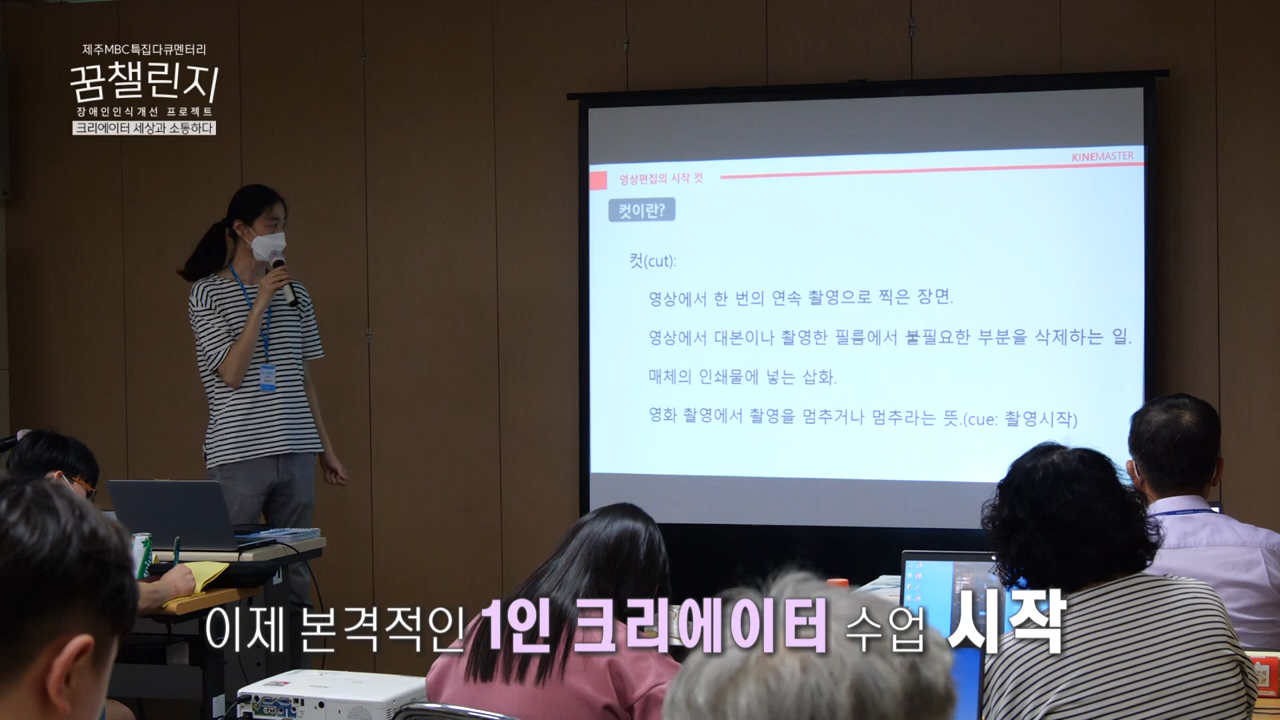 제주MBC특집다큐멘터리
꿈챌린지
장애인인식개선 프로젝트
크리에이터 세상과 소통하다
KINEMASTER
영상편집의 시작 컷
컷이란?
컷(cut):
영상에서 한 번의 연속 촬영으로 찍은 장면.
영상에서 대본이나 촬영한 필름에서 불필요한 부분을 삭제하는 일.
매체의 인쇄물에 넣는 삽화.
영화 촬영에서 촬영을 멈추거나 멈추라는 뜻.(cue: 촬영시작)
이제 본격적인 1인 크리에이터 수업 시작